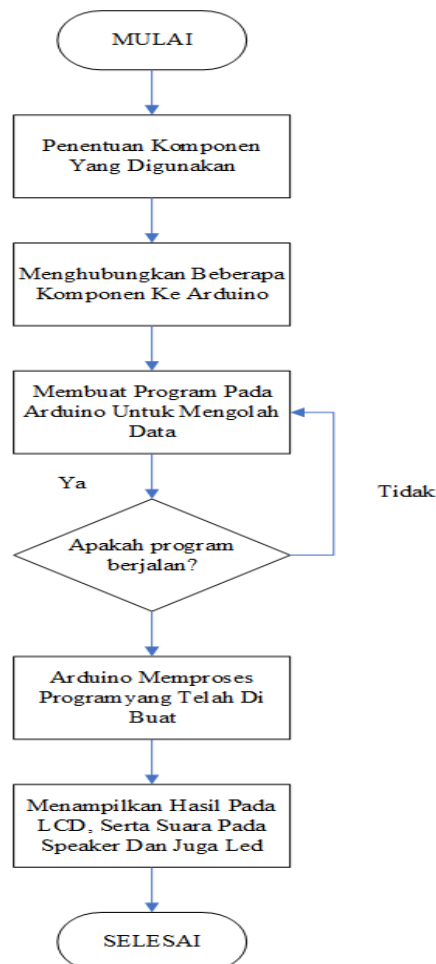 MULAI
Penentuan Komponen
Yang Digunakan
Menghubungkan Beberapa
Komponen Ke Arduino
Membuat Program Pada
Arduino Untuk Mengolah
Data
Ya
Tidak
Apakah program
berjalan?
Arduino Memproses
Programyang Telah Di
Buat
Menampilkan Hasil Pada
LCD, Serta Suara Pada
Speaker Dan Juga Led
SELESAI